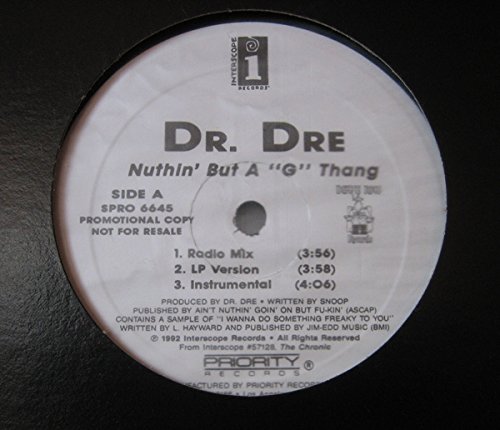 INTERSCOPE
i
RECORDS
DR. DRE
Nuthin' But A "G" Thang
SIDE A
SPRO 6645
PROMOTIONAL COPY
NOT FOR RESALE
Records
1. Radio Mix (3:56)
2. LP Version (3:58)
3. Instrumental (4:06)
PRODUCED BY DR. DRE • WRITTEN BY SNOOP
PUBLISHED BY AIN'T NUTHIN' GOIN' ON BUT FU-KIN' (ASCAP)
CONTAINS A SAMPLE OF "I WANNA DO SOMETHING FREAKY TO YOU"
WRITTEN BY L. HAYWARD AND PUBLISHED BY JIM-EDD MUSIC (BMI)
℗ 1992 Interscope Records • All Rights Reserved
From Interscope #57128, The Chronic
PRIORITY ®
RECORDS
UFACTURED BY PRIORITY RECOR